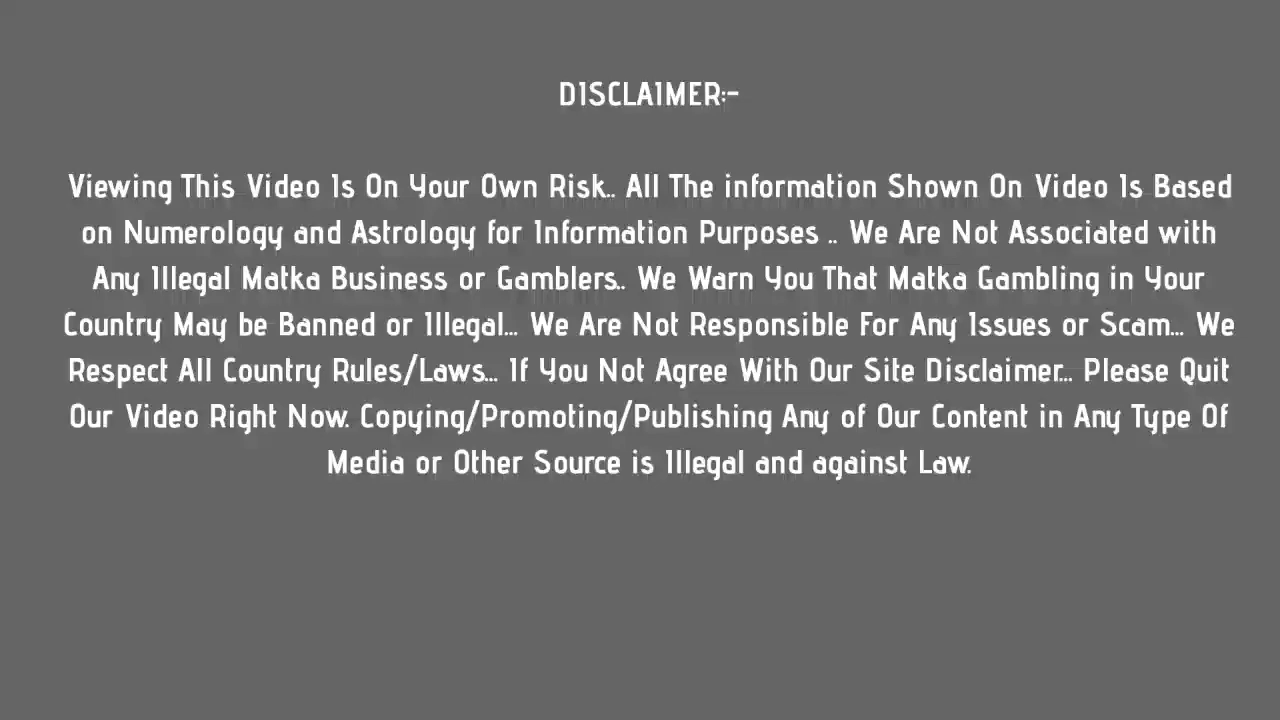 DISCLAIMER:-
Viewing This Video Is On Your Own Risk.. All The information Shown On Video Is Based
on Numerology and Astrology for Information Purposes .. We Are Not Associated with
Any Illegal Matka Business or Gamblers.. We Warn You That Matka Gambling in Your
Country May be Banned or Illegal... We Are Not Responsible For Any Issues or Scam... We
Respect All Country Rules/Laws... If You Not Agree With Our Site Disclaimer... Please Quit
Our Video Right Now. Copying/Promoting/Publishing Any of Our Content in Any Type Of
Media or Other Source is Illegal and against Law.